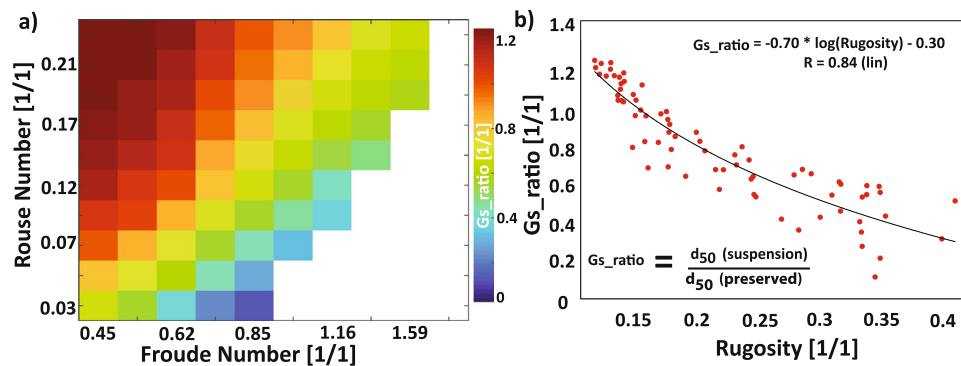 a)
Rouse Number [1/1]
0.21
0.17
0.12
0.07
0.03
0.45 0.62 0.85 1.16 1.59
Froude Number [1/1]
1.2
0.8
0.4
0
Gs_ratio [1/1]
b)
Gs_ratio [1/1]
1.4
1.2
1.0
0.8
0.6
0.4
0.2
0
Gs_ratio = -0.70 * log(Rugosity) - 0.30
R = 0.84 (lin)
Gs_ratio = d50 (suspension)
d50 (preserved)
0.15 0.2 0.25 0.3 0.35 0.4
Rugosity [1/1]